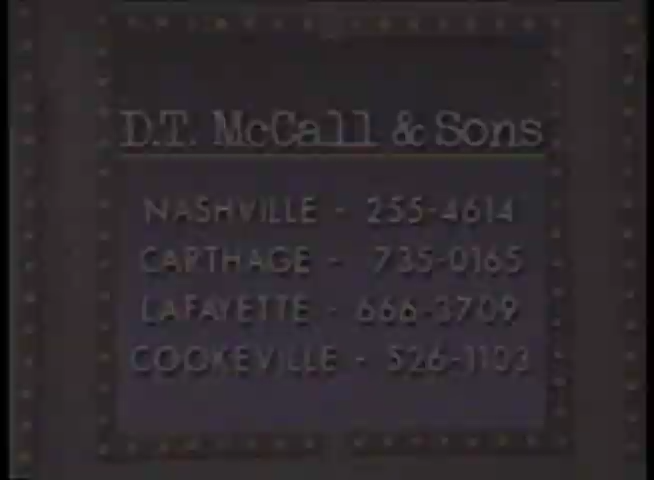 D.T. McCall & Sons
NASHVILLE - 255-4614
CARTHAGE - 735-0165
LAFAYETTE - 666-3709
COOKEVILLE - 526-1103